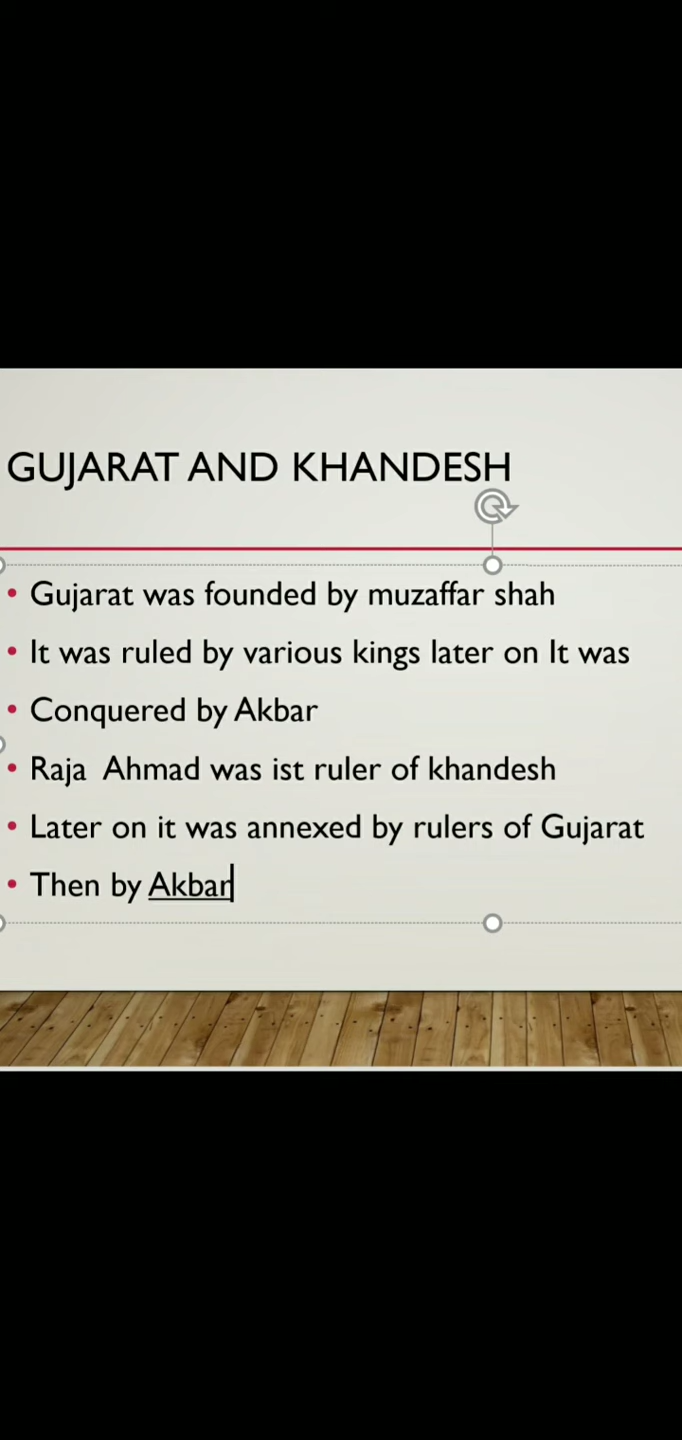 GUJARAT AND KHANDESH
• Gujarat was founded by muzaffar shah
• It was ruled by various kings later on It was
• Conquered by Akbar
• Raja  Ahmad was ist ruler of khandesh
• Later on it was annexed by rulers of Gujarat
• Then by Akbar